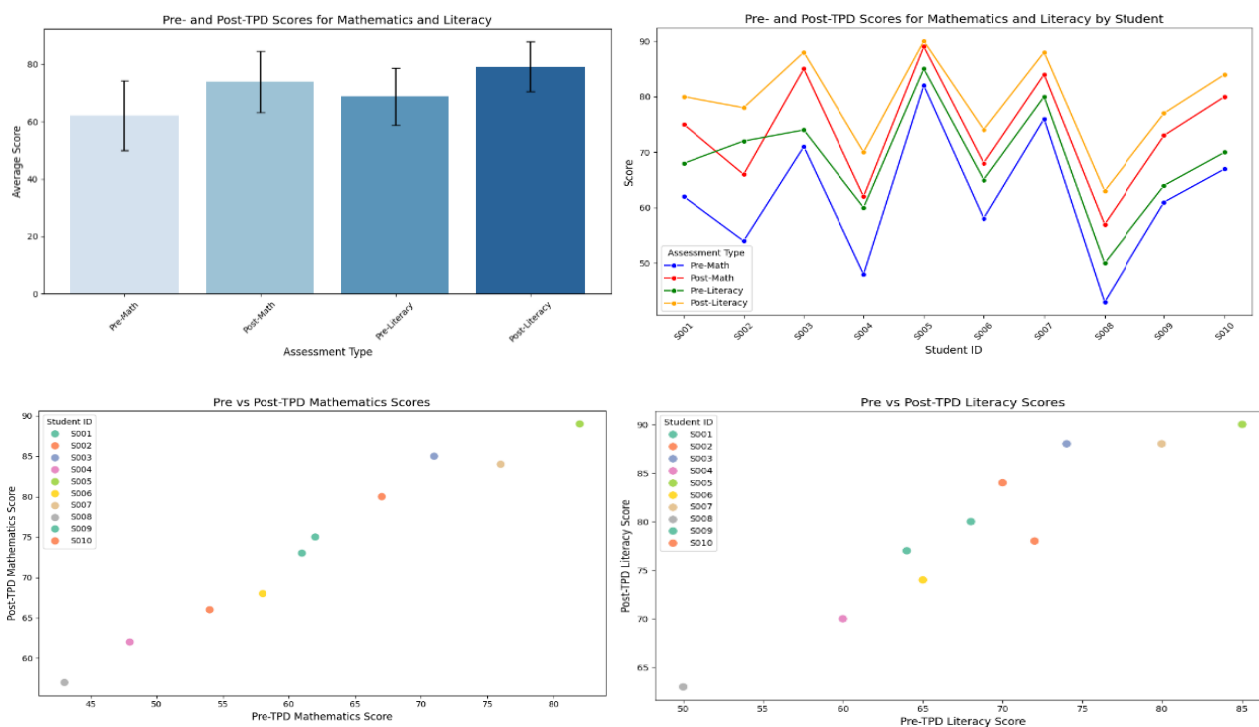 Pre- and Post-TPD Scores for Mathematics and Literacy
Average Score
80
60
40
20
0
Pre-Math
Post-Math
Pre-Literacy
Post-Literacy
Assessment Type
Pre- and Post-TPD Scores for Mathematics and Literacy by Student
Score
90
80
70
60
50
Assessment Type
Pre-Math
Post-Math
Pre-Literacy
Post-Literacy
S001
S002
S003
S004
S005
S006
S007
S008
S009
S010
Student ID
Pre vs Post-TPD Mathematics Scores
Post-TPD Mathematics Score
90
85
80
75
70
65
60
Student ID
S001
S002
S003
S004
S005
S006
S007
S008
S009
S010
45 50 55 60 65 70 75 80
Pre-TPD Mathematics Score
Pre vs Post-TPD Literacy Scores
Post-TPD Literacy Score
90
85
80
75
70
65
Student ID
S001
S002
S003
S004
S005
S006
S007
S008
S009
S010
50 55 60 65 70 75 80 85
Pre-TPD Literacy Score